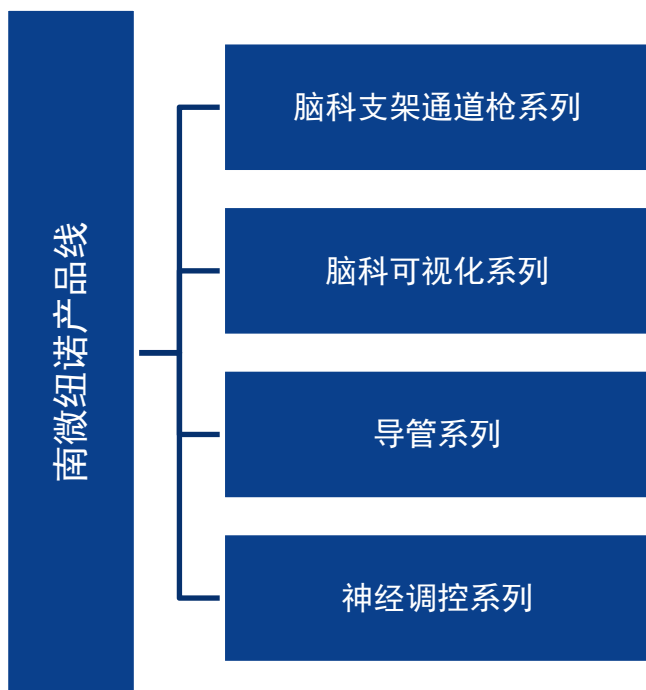 南微纽诺产品线
脑科支架通道枪系列
脑科可视化系列
导管系列
神经调控系列